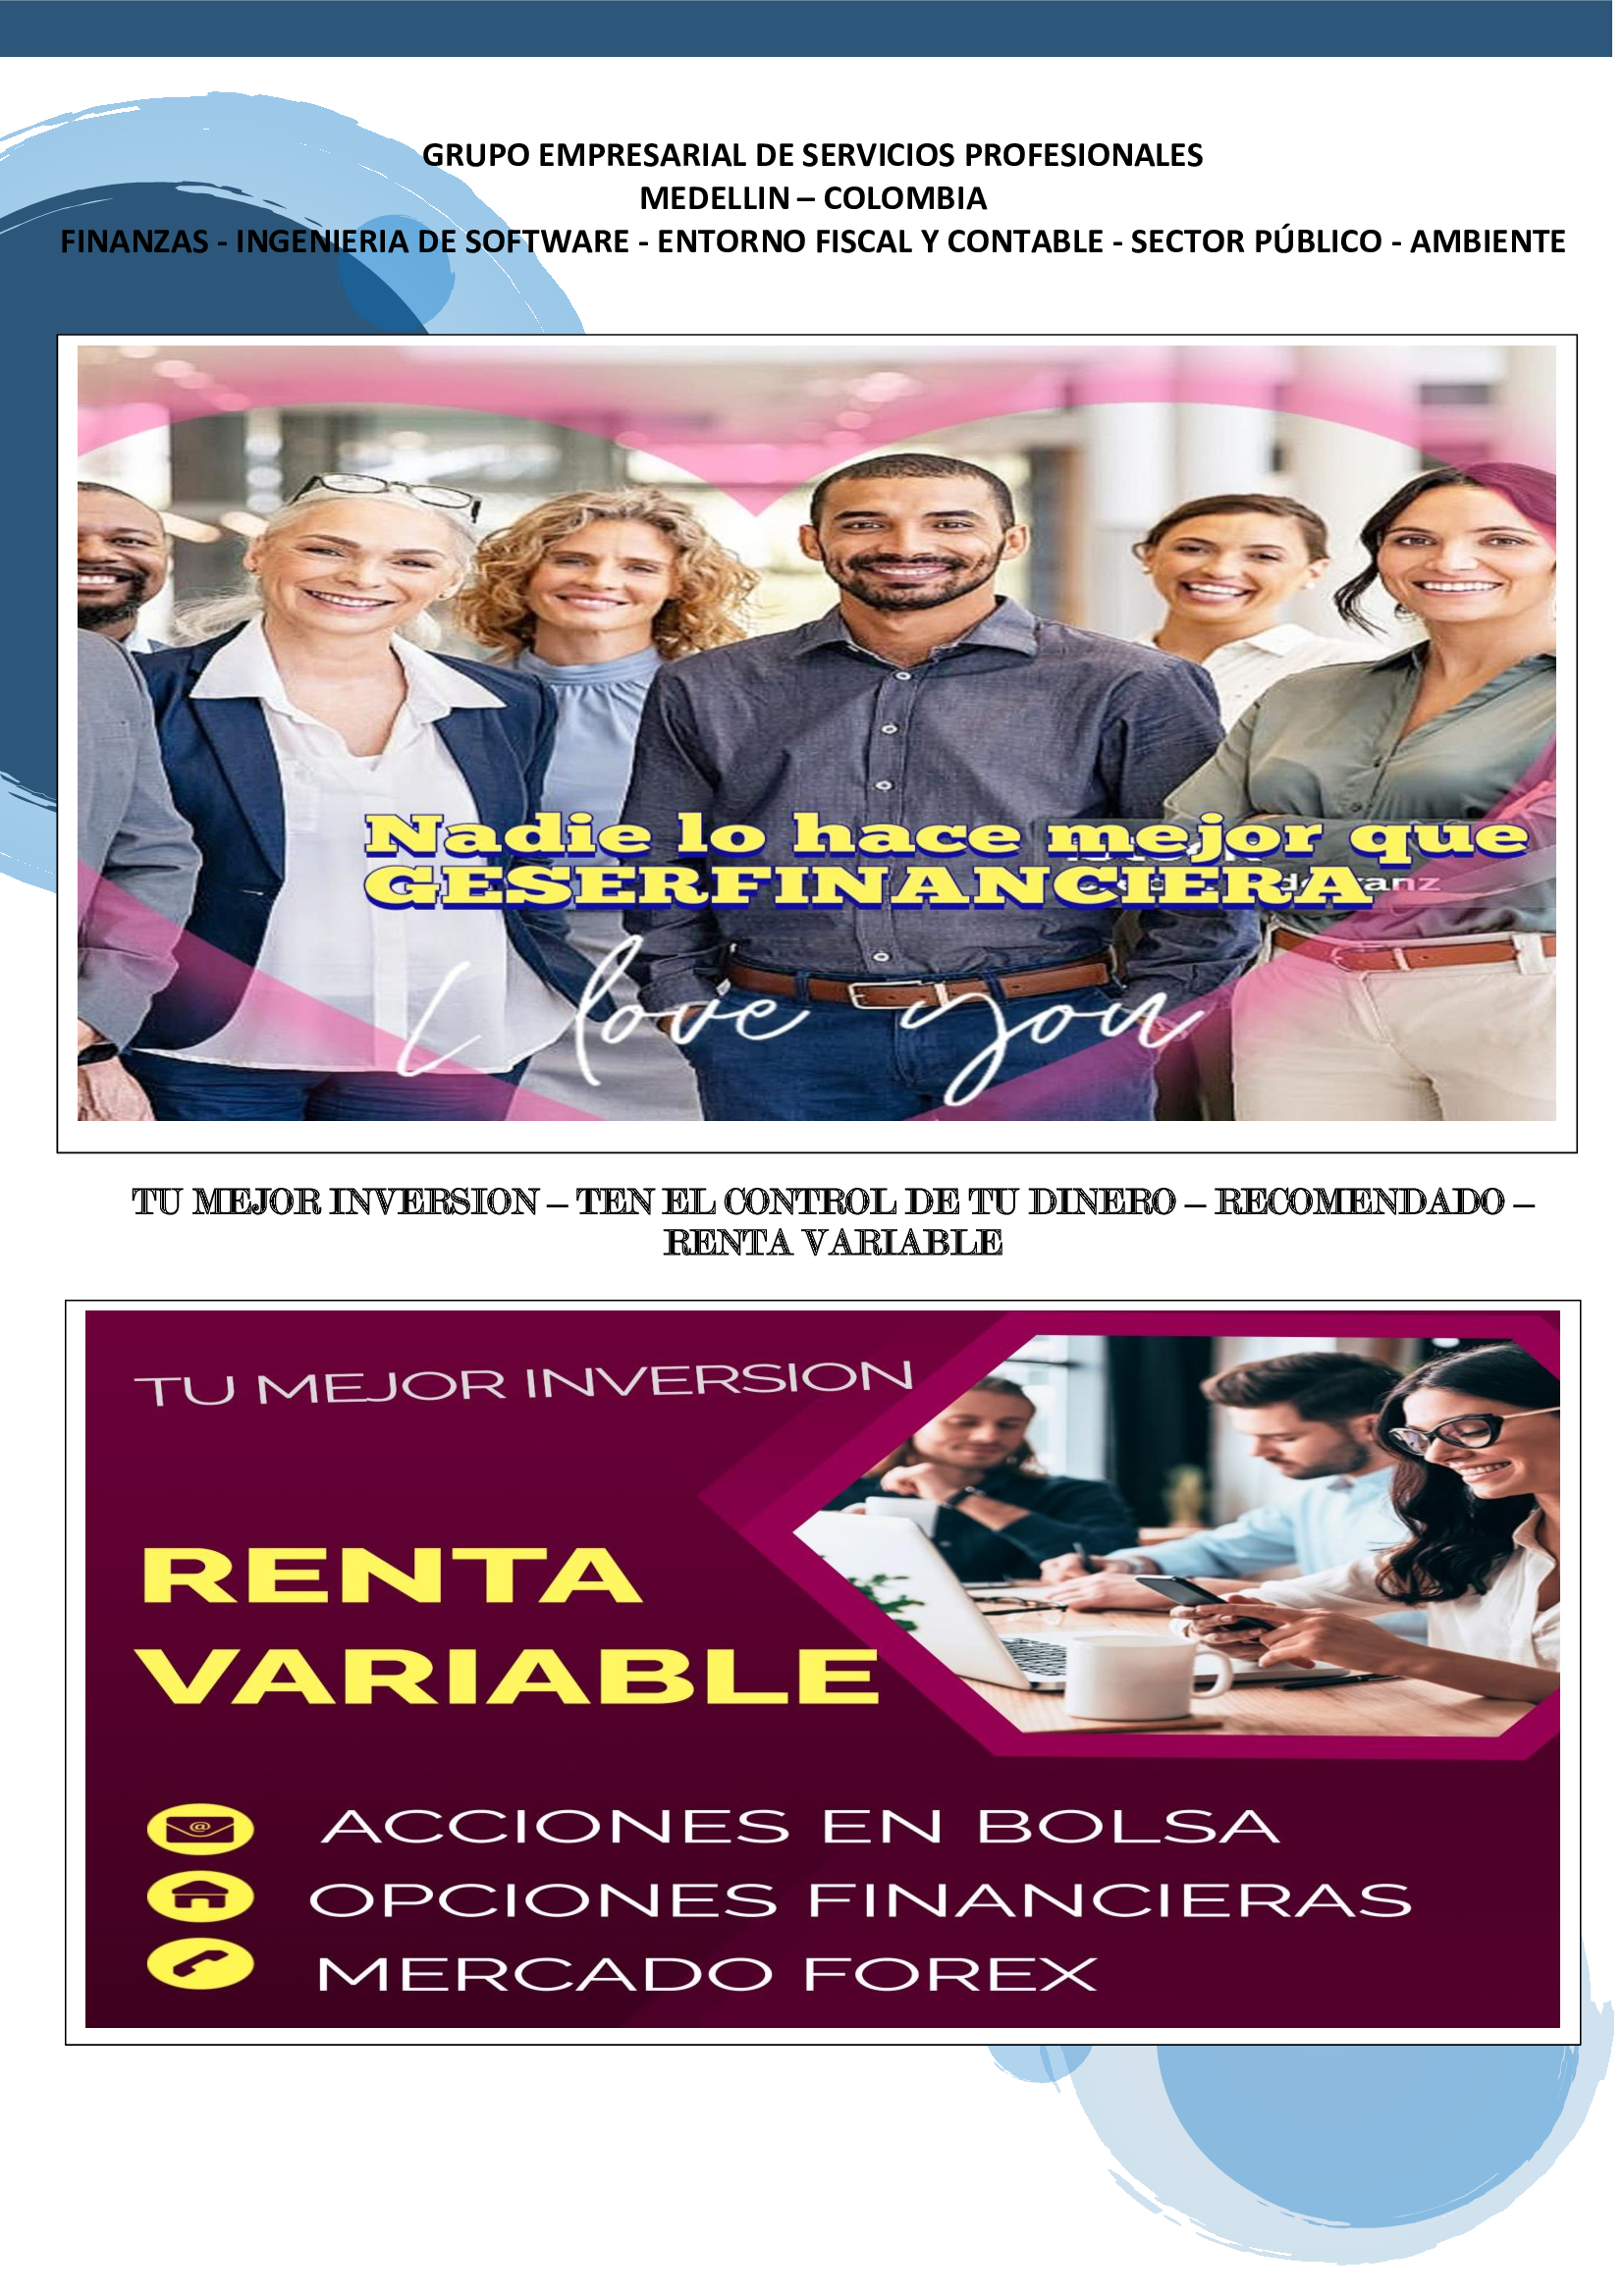 GRUPO EMPRESARIAL DE SERVICIOS PROFESIONALES
MEDELLIN – COLOMBIA
FINANZAS - INGENIERIA DE SOFTWARE - ENTORNO FISCAL Y CONTABLE - SECTOR PÚBLICO - AMBIENTE
Nadie lo hace mejor que
GESERFINANCIERA
I love you
TU MEJOR INVERSION – TEN EL CONTROL DE TU DINERO – RECOMENDADO –
RENTA VARIABLE
TU MEJOR INVERSION
RENTA
VARIABLE
ACCIONES EN BOLSA
OPCIONES FINANCIERAS
MERCADO FOREX